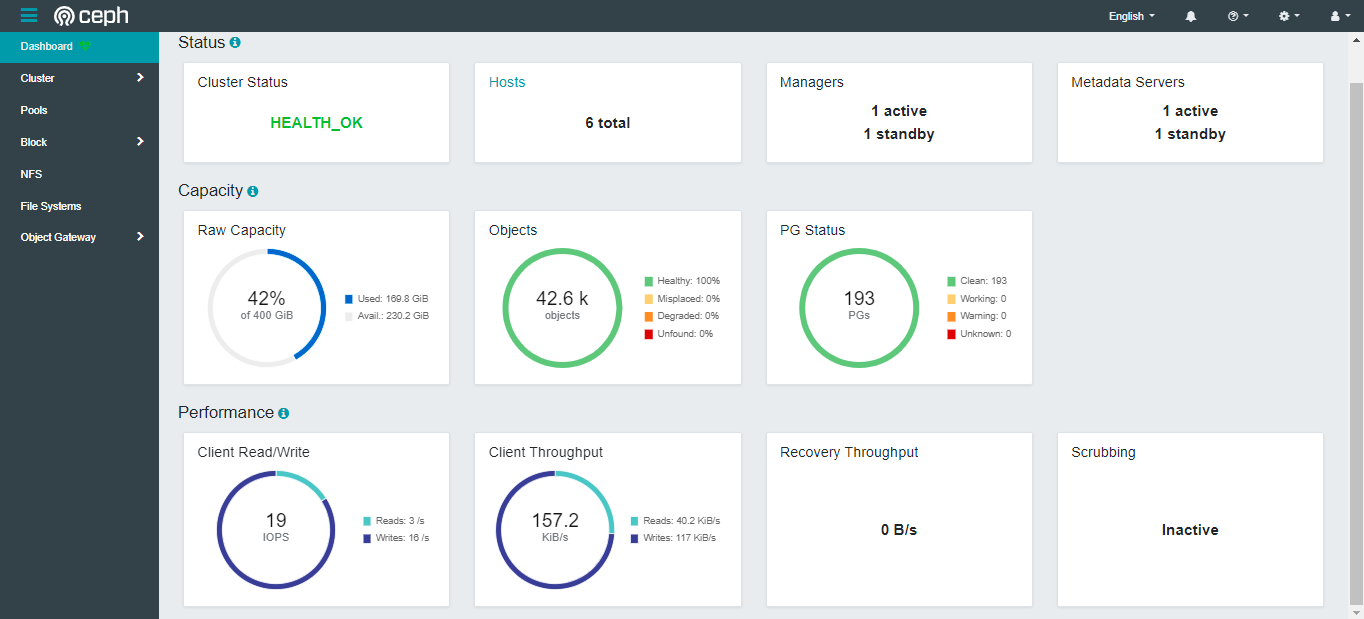 ceph
English
Dashboard
Cluster
Pools
Block
NFS
File Systems
Object Gateway
Status
Cluster Status
HEALTH_OK
Hosts
6 total
Managers
1 active
1 standby
Metadata Servers
1 active
1 standby
Capacity
Raw Capacity
42%
of 400 GiB
Used: 169.8 GiB
Avail.: 230.2 GiB
Objects
42.6 k
objects
Healthy: 100%
Misplaced: 0%
Degraded: 0%
Unfound: 0%
PG Status
193
PGs
Clean: 193
Working: 0
Warning: 0
Unknown: 0
Performance
Client Read/Write
19
IOPS
Reads: 3 /s
Writes: 16 /s
Client Throughput
157.2
KiB/s
Reads: 40.2 KiB/s
Writes: 117 KiB/s
Recovery Throughput
0 B/s
Scrubbing
Inactive